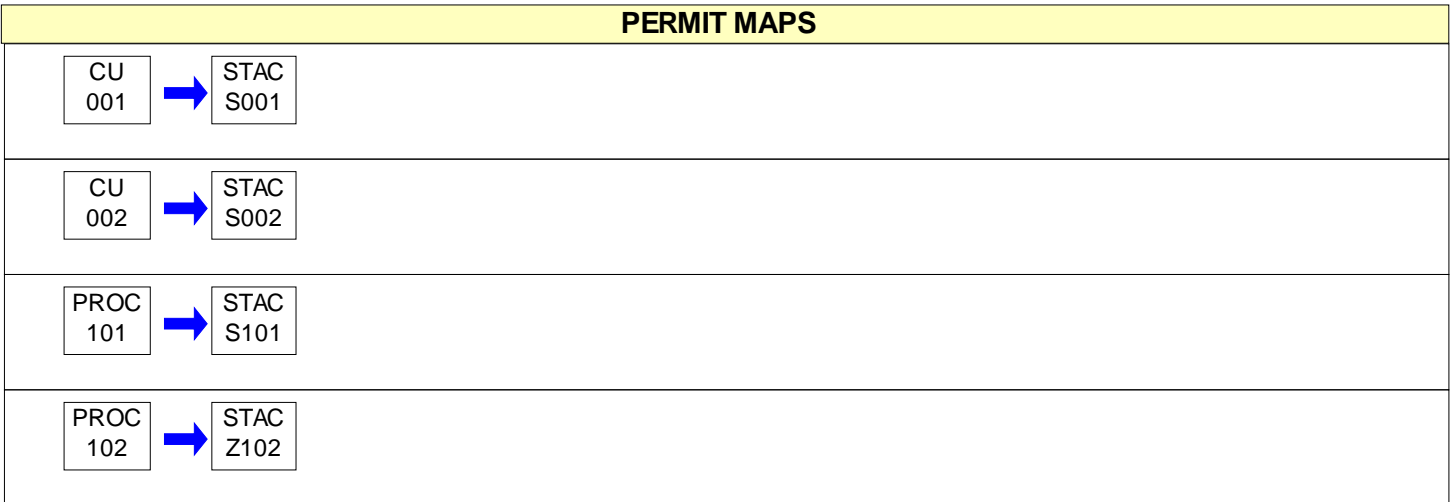 PERMIT MAPS
CU STAC
001 S001
CU STAC
002 S002
PROC STAC
101 S101
PROC STAC
102 Z102